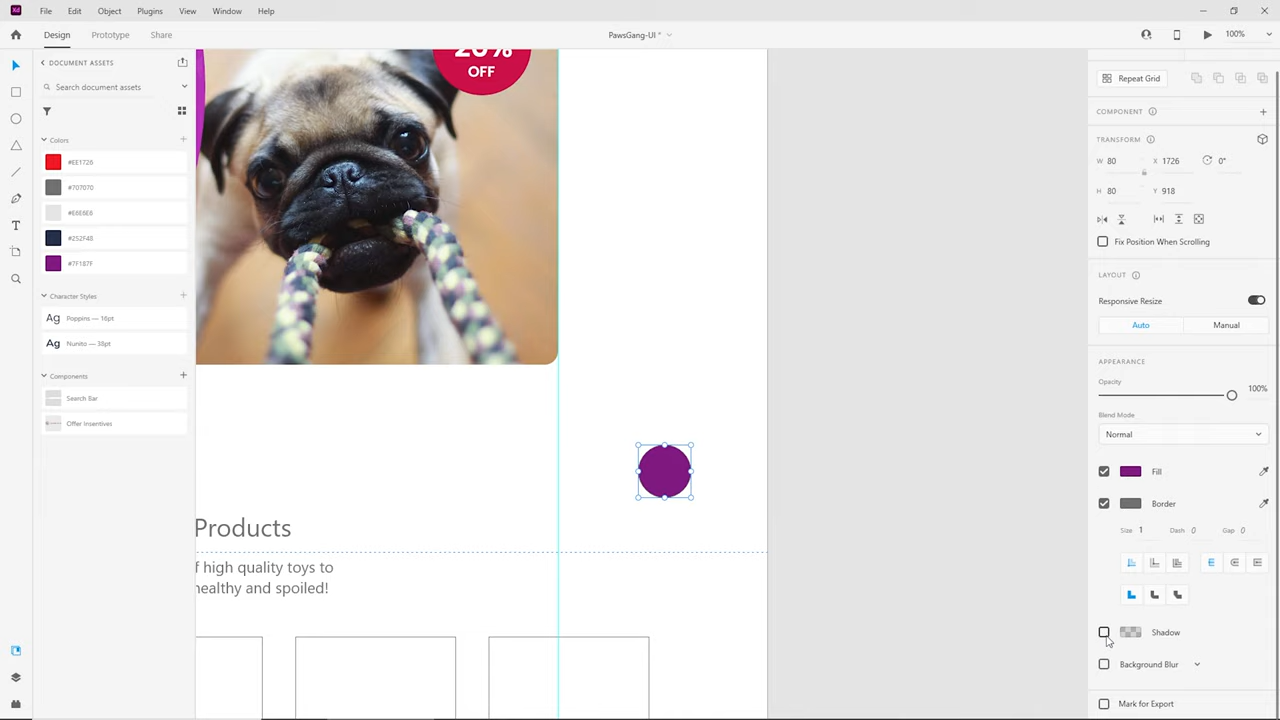 Xd File Edit Object Plugins View Window Help
Design Prototype Share PawsGang-UI * 100%
DOCUMENT ASSETS
Search document assets
Colors
#EE1726
#707070
#E6E6E6
#252F48
#7F187F
Character Styles
Ag Poppins — 16pt
Ag Nunito — 38pt
Components
Search Bar
Offer Insentives
20%
OFF
Products
f high quality toys to
healthy and spoiled!
Repeat Grid
COMPONENT
TRANSFORM
W 80 X 1726 0°
H 80 Y 918
Fix Position When Scrolling
LAYOUT
Responsive Resize
Auto Manual
APPEARANCE
Opacity
100%
Blend Mode
Normal
Fill
Border
Size 1 Dash 0 Gap 0
Shadow
Background Blur
Mark for Export